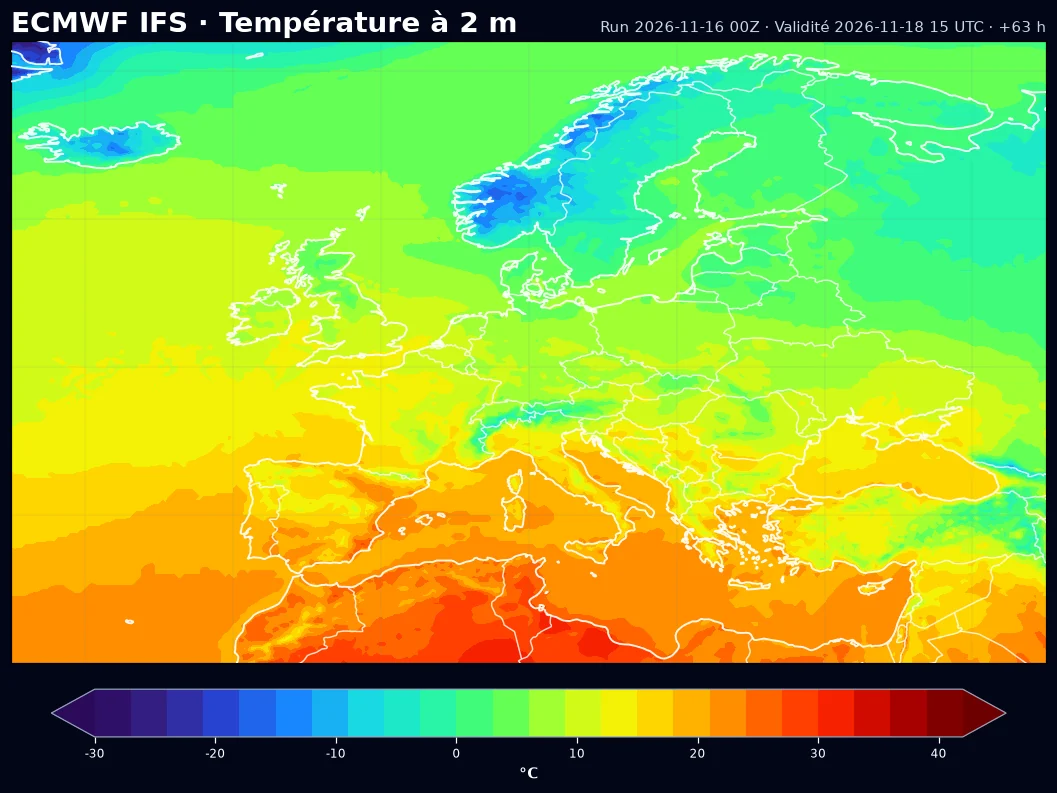 ECMWF IFS · Température à 2 m
Run 2026-11-16 00Z · Validité 2026-11-18 15 UTC · +63 h
-30 -20 -10 0 10 20 30 40
°C